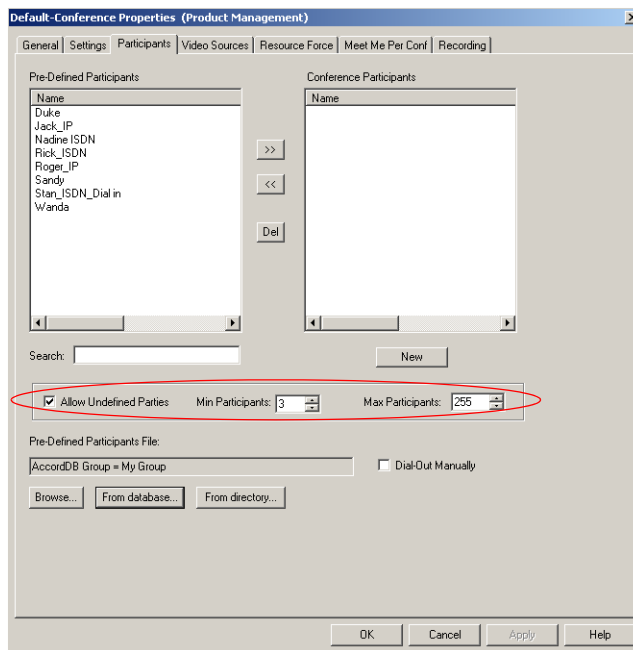 Default-Conference Properties (Product Management)
General Settings Participants Video Sources Resource Force Meet Me Per Conf Recording
Pre-Defined Participants Conference Participants
Name Name
Duke
Jack_IP
Nadine ISDN
Rick_ISDN
Roger_IP
Sandy
Stan_ISDN_Dial in
Wanda
>>
<<
Del
Search: New
Allow Undefined Parties Min Participants: 3 Max Participants: 255
Pre-Defined Participants File:
AccordDB Group = My Group Dial-Out Manually
Browse... From database... From directory...
OK Cancel Apply Help